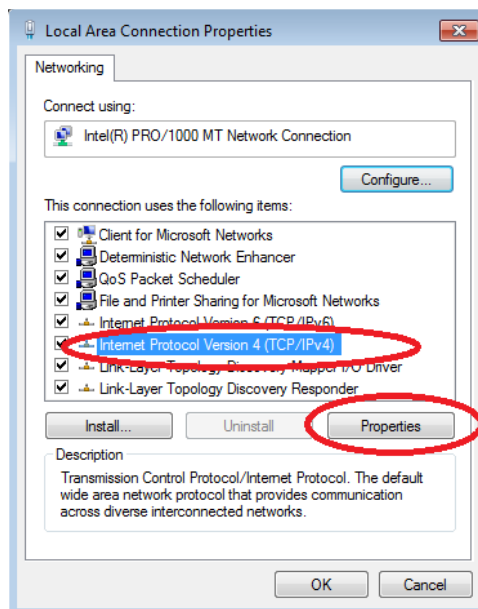 Local Area Connection Properties
Networking
Connect using:
Intel(R) PRO/1000 MT Network Connection
Configure...
This connection uses the following items:
Client for Microsoft Networks
Deterministic Network Enhancer
QoS Packet Scheduler
File and Printer Sharing for Microsoft Networks
Internet Protocol Version 6 (TCP/IPv6)
Internet Protocol Version 4 (TCP/IPv4)
Link-Layer Topology Discovery Mapper I/O Driver
Link-Layer Topology Discovery Responder
Install...
Uninstall
Properties
Description
Transmission Control Protocol/Internet Protocol. The default
wide area network protocol that provides communication
across diverse interconnected networks.
OK
Cancel